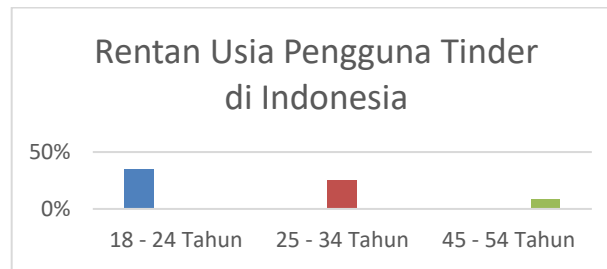 Rentan Usia Pengguna Tinder
di Indonesia
50%
0%
18 - 24 Tahun
25 - 34 Tahun
45 - 54 Tahun